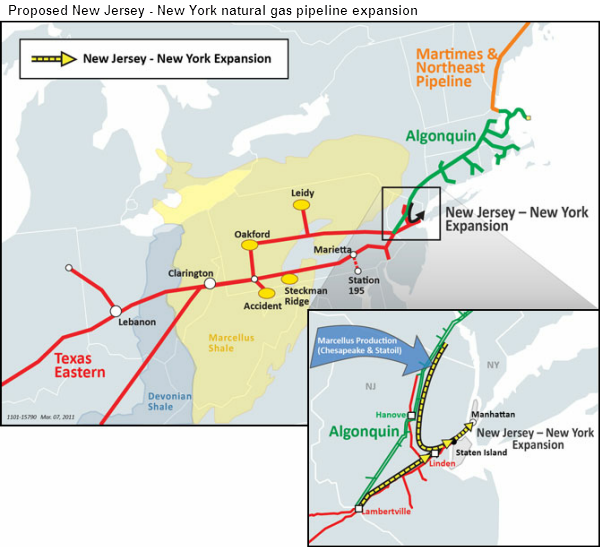 Proposed New Jersey - New York natural gas pipeline expansion
New Jersey - New York Expansion
Martimes &
Northeast
Pipeline
Algonquin
Leidy
New Jersey – New York
Expansion
Oakford
Marietta
Clarington
Station
195
Steckman
Ridge
Accident
Lebanon
Marcellus
Shale
Texas
Eastern
Devonian
Shale
1101-15790 Mar. 07, 2011
Marcellus Production
(Chesapeake & Statoil)
NJ
NY
Hanove
Manhattan
Algonquin
New Jersey – New York
Expansion
Staten Island
Linden
Lambertville